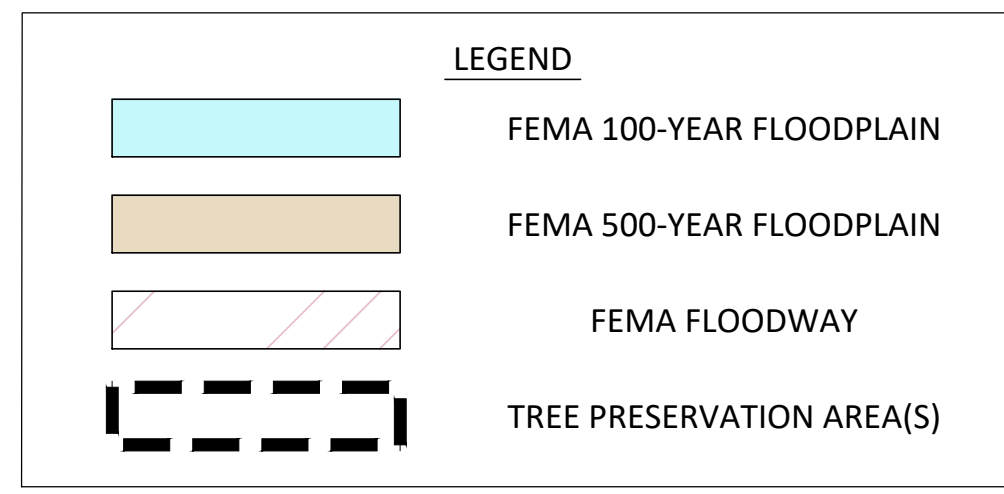 LEGEND
FEMA 100-YEAR FLOODPLAIN
FEMA 500-YEAR FLOODPLAIN
FEMA FLOODWAY
TREE PRESERVATION AREA(S)